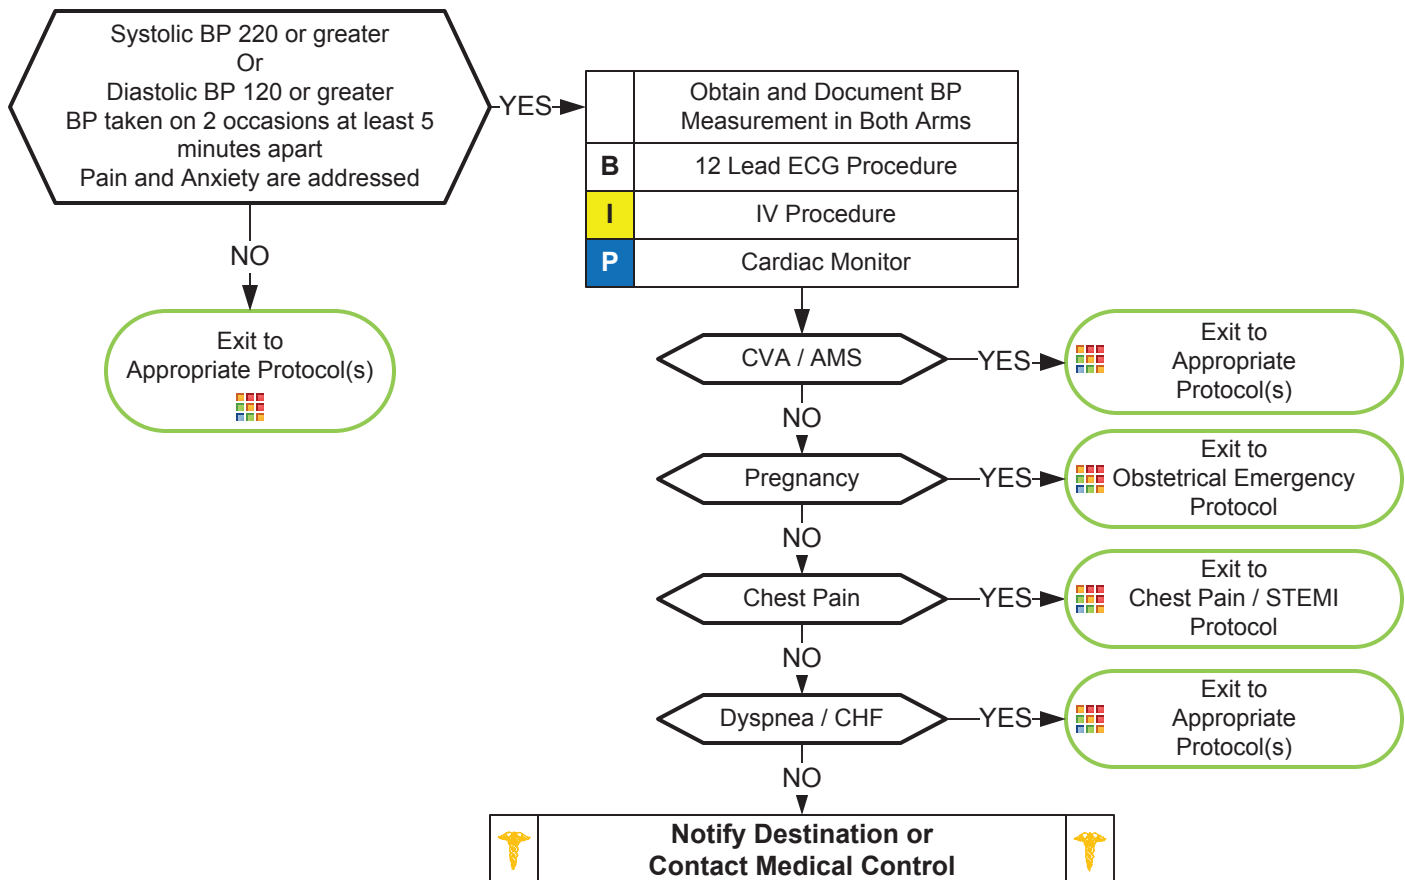 Systolic BP 220 or greater
Or
Diastolic BP 120 or greater
BP taken on 2 occasions at least 5
minutes apart
Pain and Anxiety are addressed
YES
NO
Exit to
Appropriate Protocol(s)
Obtain and Document BP
Measurement in Both Arms
B 12 Lead ECG Procedure
I IV Procedure
P Cardiac Monitor
CVA / AMS
YES
Exit to
Appropriate
Protocol(s)
NO
Pregnancy
YES
Exit to
Obstetrical Emergency
Protocol
NO
Chest Pain
YES
Exit to
Chest Pain / STEMI
Protocol
NO
Dyspnea / CHF
YES
Exit to
Appropriate
Protocol(s)
NO
Notify Destination or
Contact Medical Control